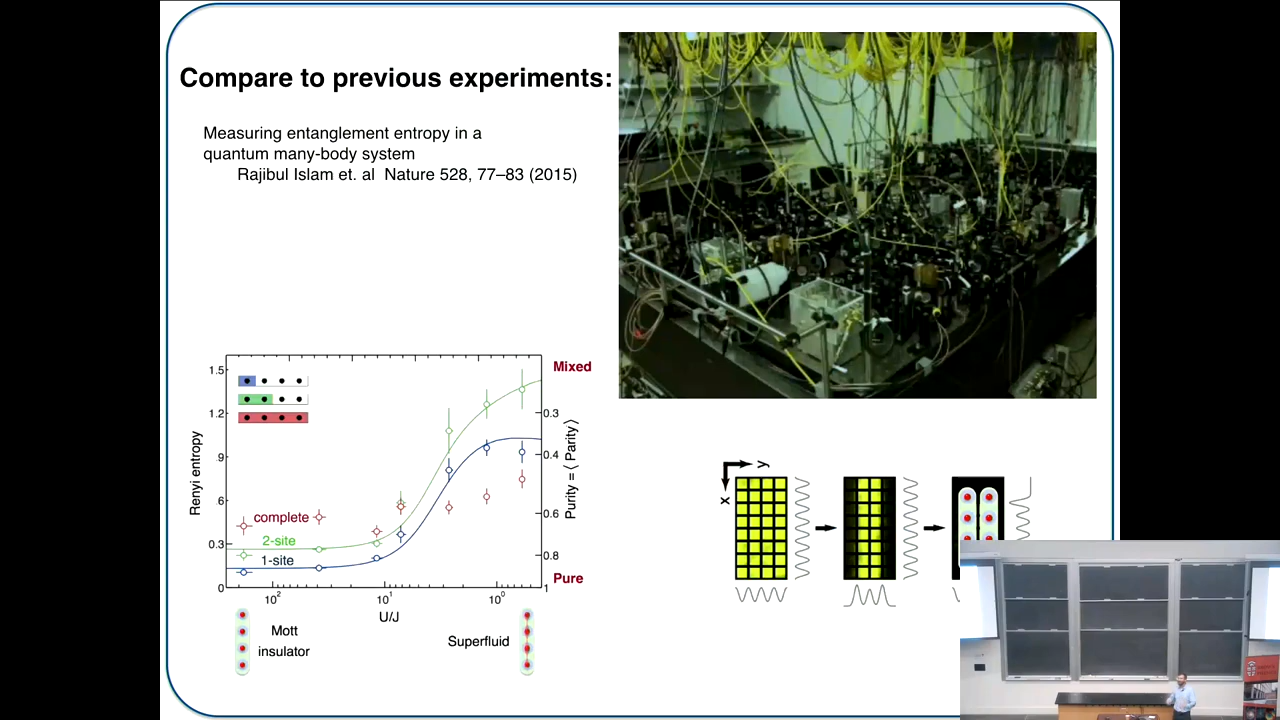 Compare to previous experiments:
Measuring entanglement entropy in a
quantum many-body system
Rajibul Islam et. al Nature 528, 77–83 (2015)
Mixed
1.5
1.2
.9
.6
0.3
0
Renyi entropy
0.3
0.4
0.6
0.8
1
Purity = ⟨ Parity ⟩
complete
2-site
1-site
Pure
10²
10¹
10⁰
U/J
Mott
insulator
Superfluid
y
x